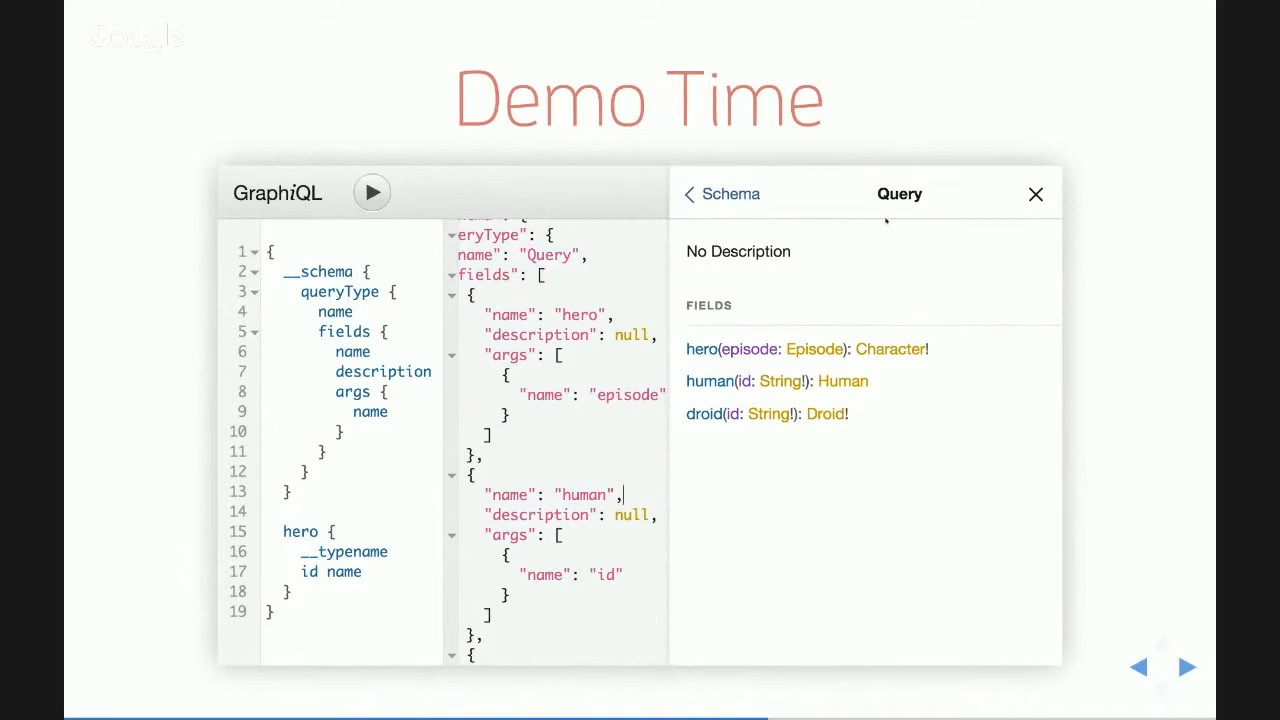 Google
Demo Time
GraphiQL
1 {
2 __schema {
3 queryType {
4 name
5 fields {
6 name
7 description
8 args {
9 name
10 }
11 }
12 }
13 }
14
15 hero {
16 __typename
17 id name
18 }
19 }
eryType": {
name": "Query",
fields": [
{
"name": "hero",
"description": null,
"args": [
{
"name": "episode"
}
]
},
{
"name": "human",
"description": null,
"args": [
{
"name": "id"
}
]
},
{
Schema
Query
No Description
FIELDS
hero(episode: Episode): Character!
human(id: String!): Human
droid(id: String!): Droid!